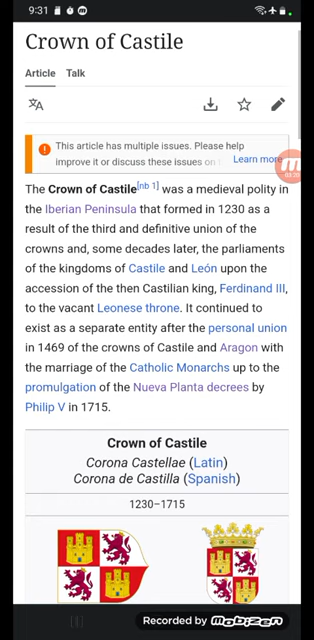 9:31
Crown of Castile
Article Talk
This article has multiple issues. Please help
improve it or discuss these issues on Learn more
The Crown of Castile[nb 1] was a medieval polity in
the Iberian Peninsula that formed in 1230 as a
result of the third and definitive union of the
crowns and, some decades later, the parliaments
of the kingdoms of Castile and León upon the
accession of the then Castilian king, Ferdinand III,
to the vacant Leonese throne. It continued to
exist as a separate entity after the personal union
in 1469 of the crowns of Castile and Aragon with
the marriage of the Catholic Monarchs up to the
promulgation of the Nueva Planta decrees by
Philip V in 1715.
Crown of Castile
Corona Castellae (Latin)
Corona de Castilla (Spanish)
1230–1715
Recorded by MOBIZEN